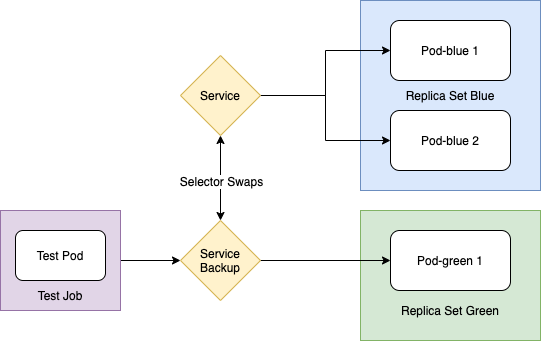 Pod-blue 1
Service
Replica Set Blue
Pod-blue 2
Selector Swaps
Test Pod
Service
Backup
Pod-green 1
Test Job
Replica Set Green